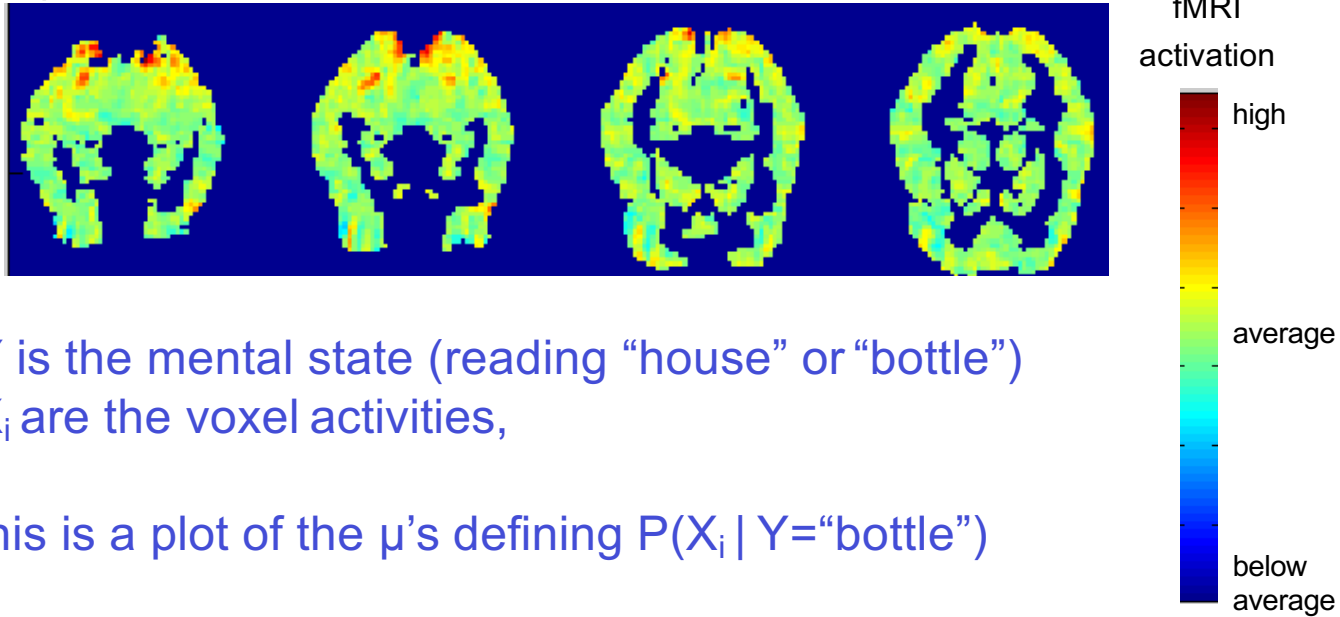 fMRI
activation
high
average
below
average
is the mental state (reading “house” or “bottle”)
i are the voxel activities,
his is a plot of the μ’s defining P(Xi | Y=“bottle”)